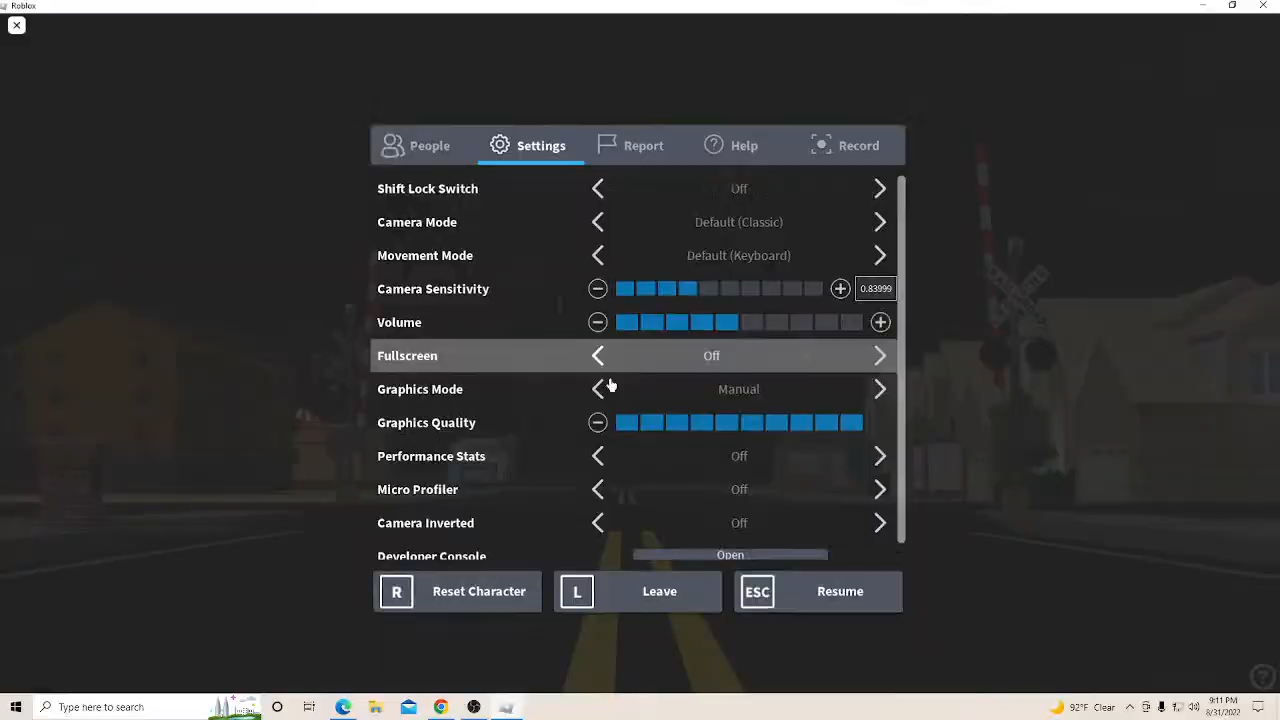 Roblox
People Settings Report Help Record
Shift Lock Switch Off
Camera Mode Default (Classic)
Movement Mode Default (Keyboard)
Camera Sensitivity 0.83999
Volume
Fullscreen Off
Graphics Mode Manual
Graphics Quality
Performance Stats Off
Micro Profiler Off
Camera Inverted Off
Developer Console Open
R Reset Character L Leave ESC Resume
Type here to search
92°F Clear
9:11 PM
8/31/2020